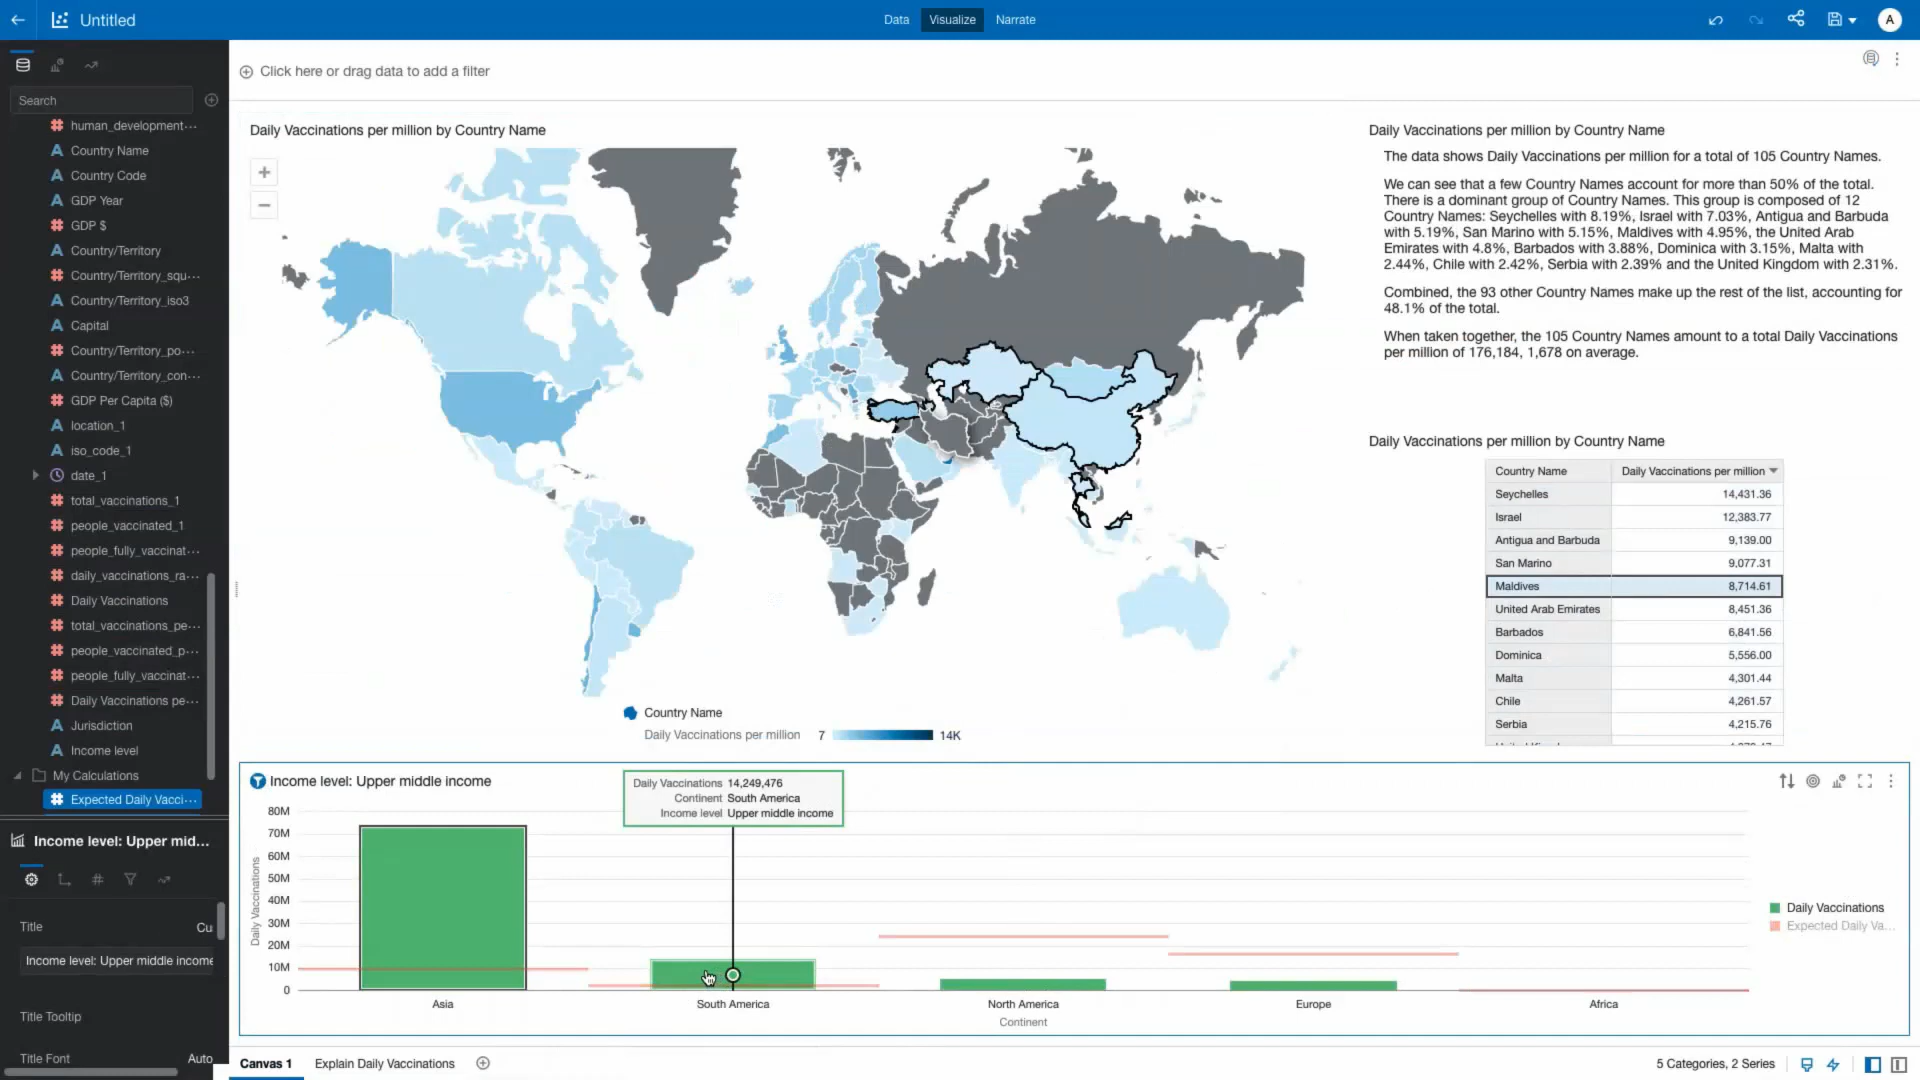 Untitled
Data
Visualize
Narrate
A
Search
human_development···
A Country Name
A Country Code
A GDP Year
GDP $
A Country/Territory
Country/Territory_squ···
A Country/Territory_iso3
A Capital
Country/Territory_po···
Country/Territory_con···
GDP Per Capita ($)
A location_1
A iso_code_1
date_1
total_vaccinations_1
people_vaccinated_1
people_fully_vaccinat···
daily_vaccinations_ra···
Daily Vaccinations
total_vaccinations_pe···
people_vaccinated_p···
people_fully_vaccinat···
Daily Vaccinations pe···
A Jurisdiction
A Income level
My Calculations
Expected Daily Vacci···
Income level: Upper mid...
Title
Cu
Income level: Upper middle income
Title Tooltip
Title Font
Auto
Click here or drag data to add a filter
Daily Vaccinations per million by Country Name
+
−
Country Name
Daily Vaccinations per million 7 14K
Daily Vaccinations per million by Country Name
The data shows Daily Vaccinations per million for a total of 105 Country Names.
We can see that a few Country Names account for more than 50% of the total.
There is a dominant group of Country Names. This group is composed of 12
Country Names: Seychelles with 8.19%, Israel with 7.03%, Antigua and Barbuda
with 5.19%, San Marino with 5.15%, Maldives with 4.95%, the United Arab
Emirates with 4.8%, Barbados with 3.88%, Dominica with 3.15%, Malta with
2.44%, Chile with 2.42%, Serbia with 2.39% and the United Kingdom with 2.31%.
Combined, the 93 other Country Names make up the rest of the list, accounting for
48.1% of the total.
When taken together, the 105 Country Names amount to a total Daily Vaccinations
per million of 176,184, 1,678 on average.
Daily Vaccinations per million by Country Name
Country Name Daily Vaccinations per million
Seychelles 14,431.36
Israel 12,383.77
Antigua and Barbuda 9,139.00
San Marino 9,077.31
Maldives 8,714.61
United Arab Emirates 8,451.36
Barbados 6,841.56
Dominica 5,556.00
Malta 4,301.44
Chile 4,261.57
Serbia 4,215.76
Income level: Upper middle income
Daily Vaccinations 14,249,476
Continent South America
Income level Upper middle income
Daily Vaccinations
80M
70M
60M
50M
40M
30M
20M
10M
0
Asia
South America
North America
Europe
Africa
Continent
Daily Vaccinations
Expected Daily Va...
Canvas 1
Explain Daily Vaccinations
5 Categories, 2 Series